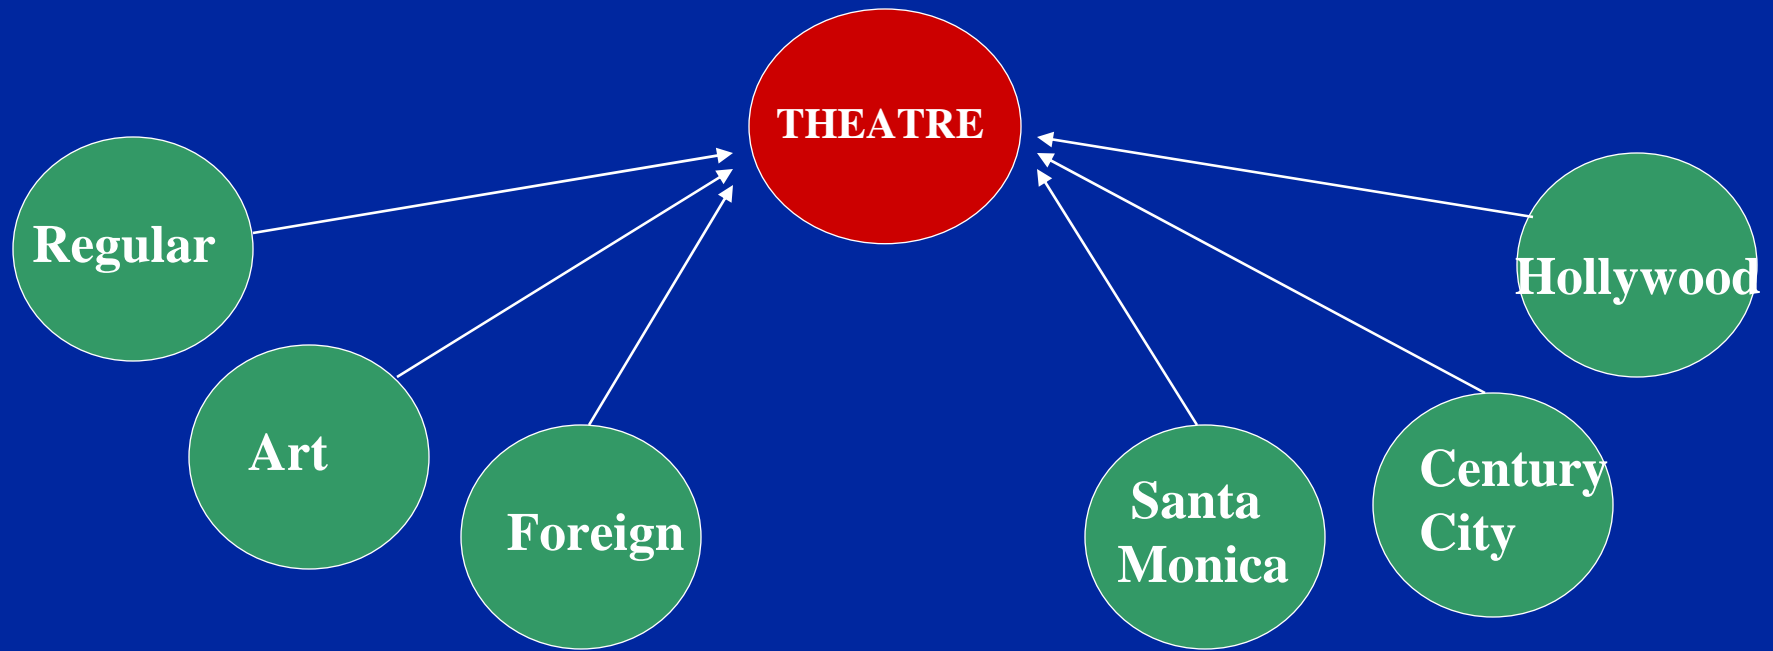 THEATRE
Regular
Hollywood
Art
Foreign
Santa
Monica
Century
City